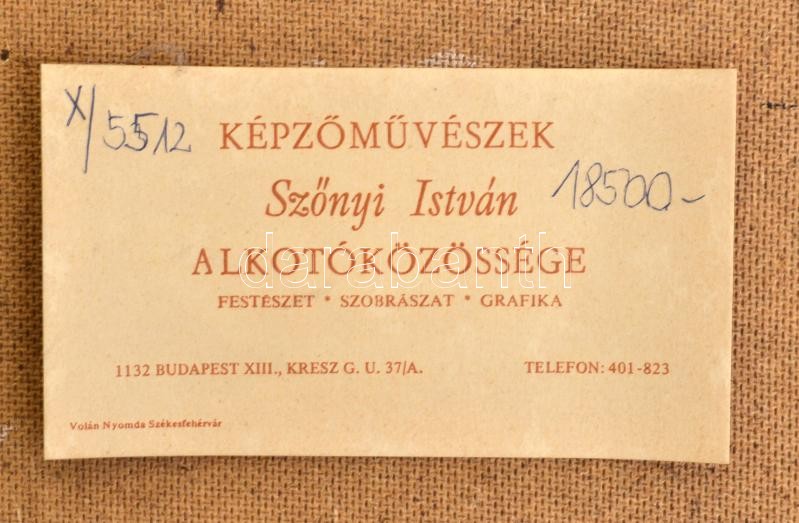 X/5512
KÉPZŐMŰVÉSZEK
Szőnyi István
18500-
ALKOTÓKÖZÖSSÉGE
darabanth
FESTÉSZET * SZOBRÁSZAT * GRAFIKA
1132 BUDAPEST XIII., KRESZ G. U. 37/A.
TELEFON: 401-823
Volán Nyomda Székesfehérvár